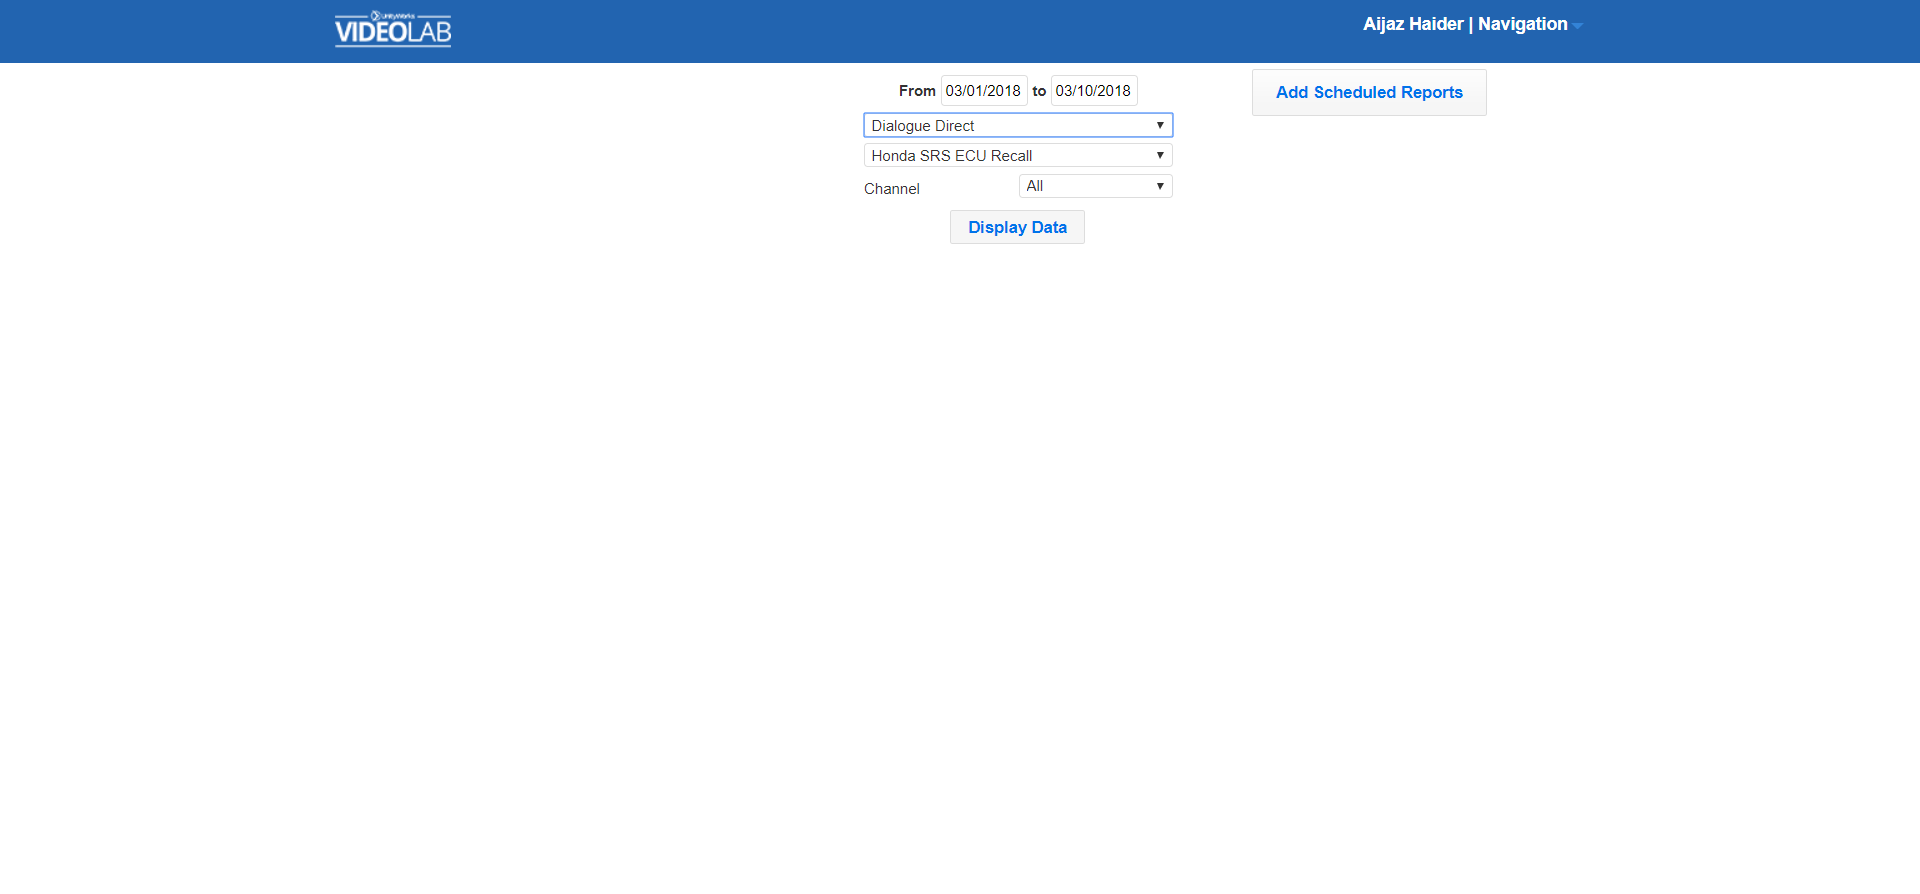 UnityWorks
VIDEOLAB
Aijaz Haider | Navigation
From 03/01/2018 to 03/10/2018
Add Scheduled Reports
Dialogue Direct
Honda SRS ECU Recall
Channel All
Display Data